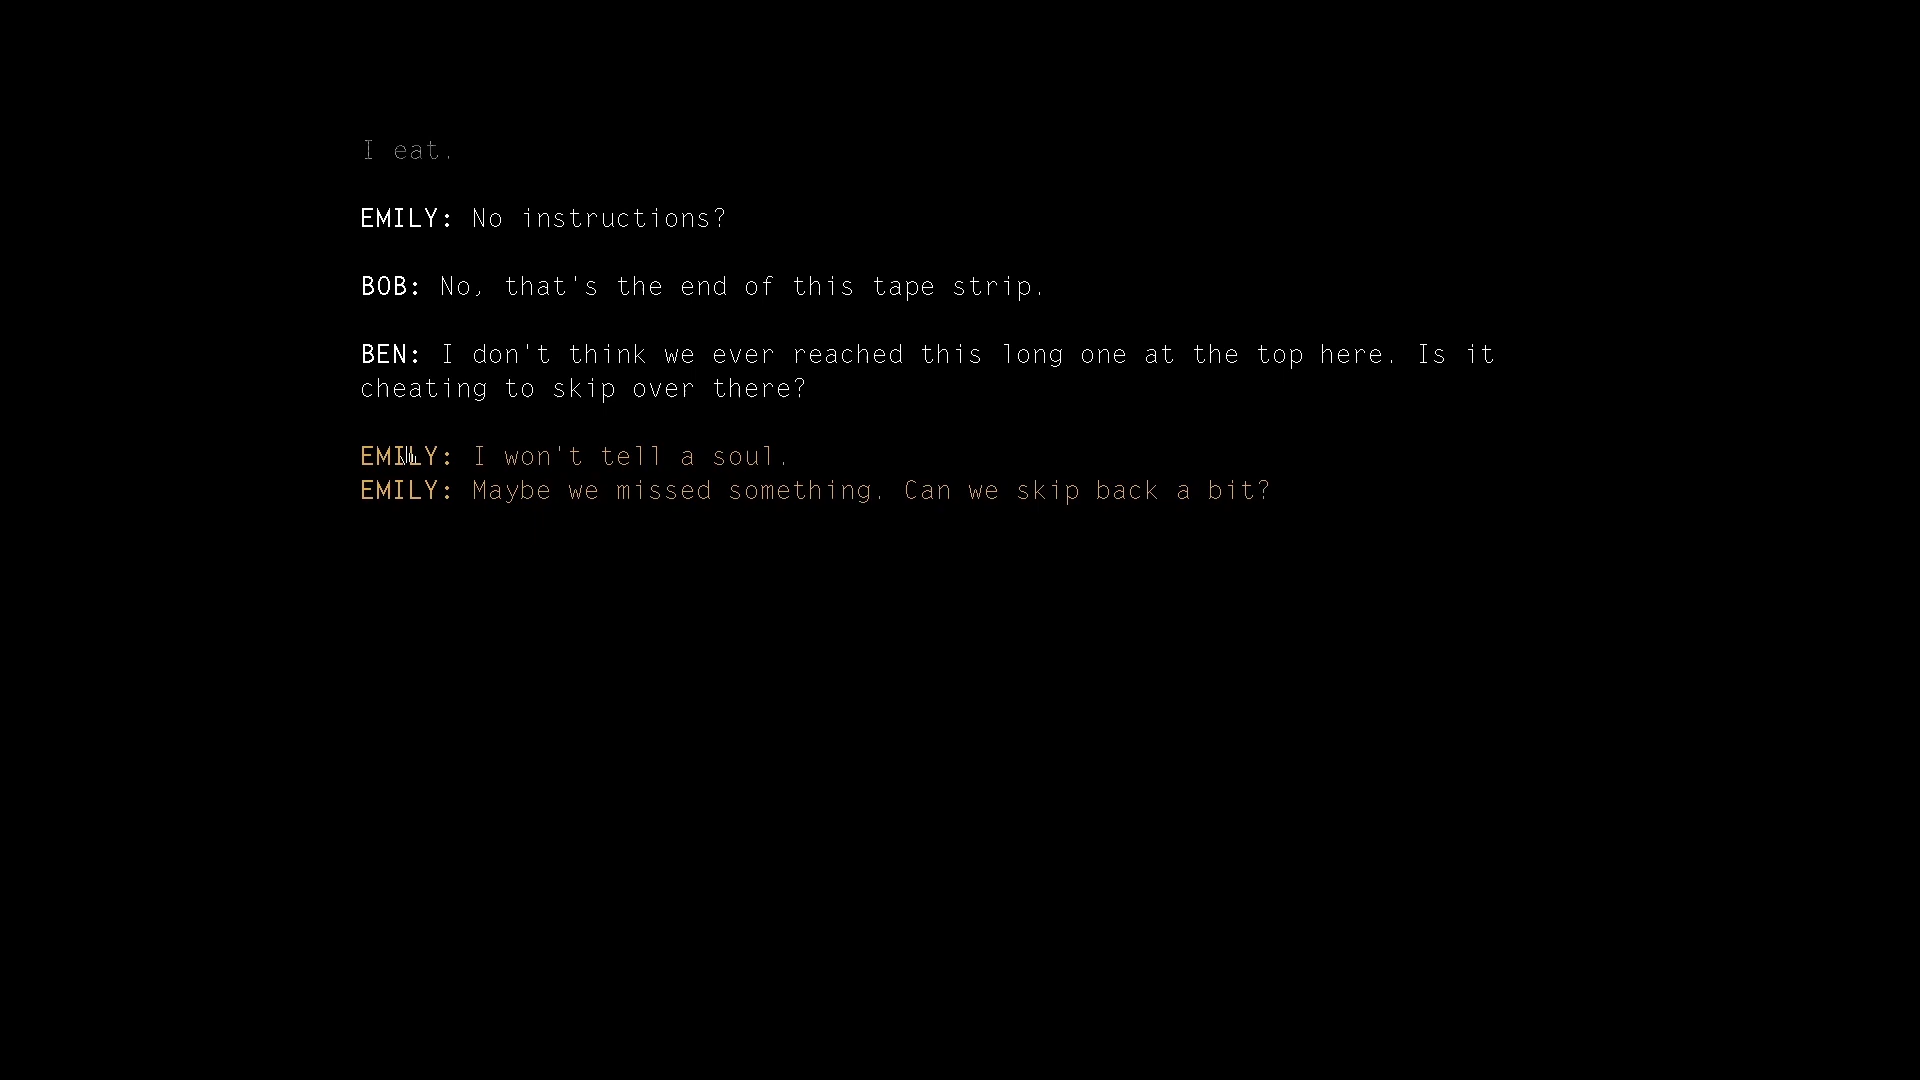 I eat.
EMILY: No instructions?
BOB: No, that's the end of this tape strip.
BEN: I don't think we ever reached this long one at the top here. Is it
cheating to skip over there?
EMILY: I won't tell a soul.
EMILY: Maybe we missed something. Can we skip back a bit?